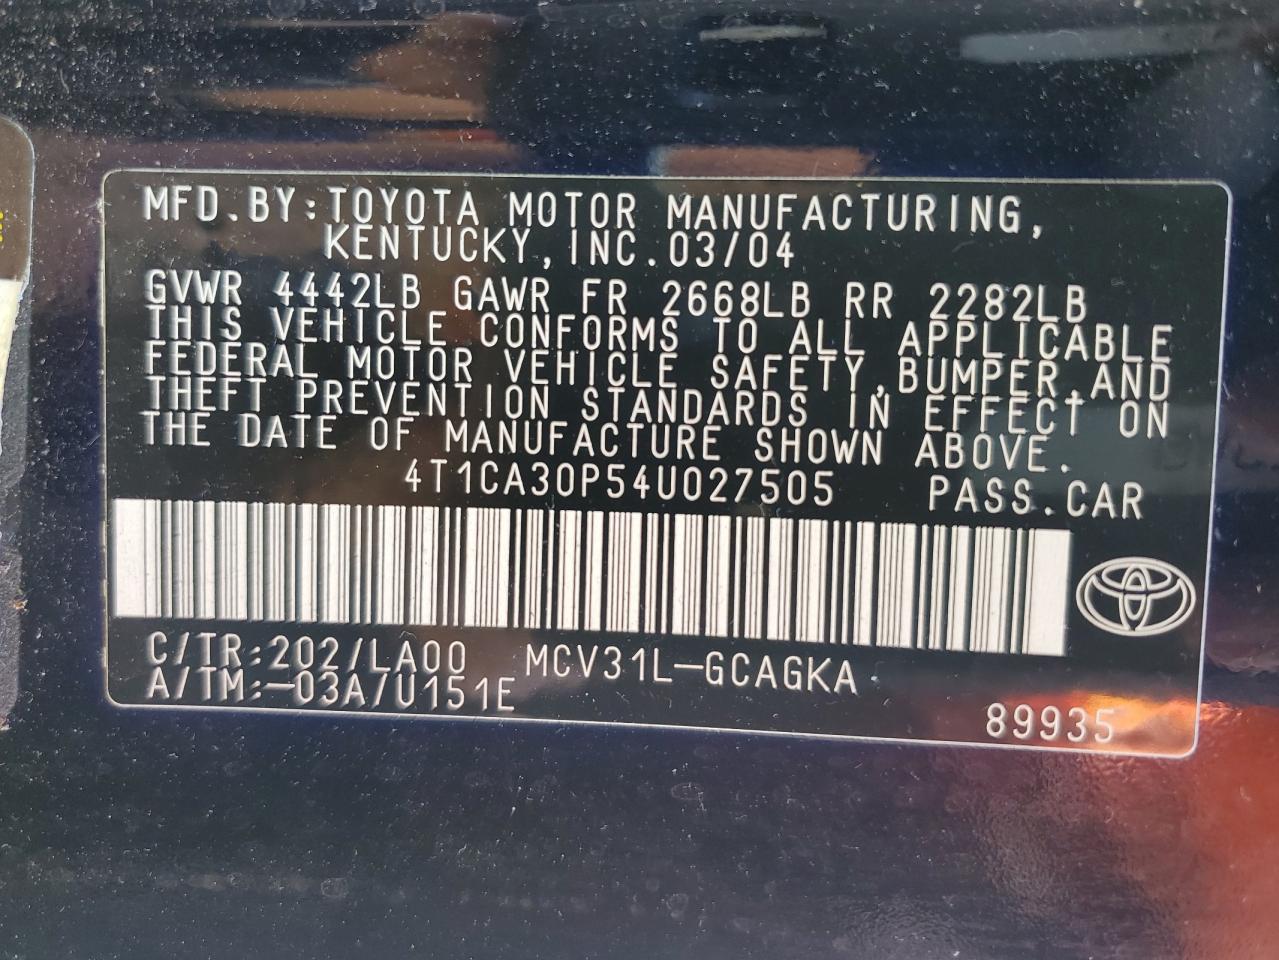 MFD.BY:TOYOTA MOTOR MANUFACTURING,
KENTUCKY,INC.03/04
GVWR 4442LB GAWR FR 2668LB RR 2282LB
THIS VEHICLE CONFORMS TO ALL APPLICABLE
FEDERAL MOTOR VEHICLE SAFETY,BUMPER,AND
THEFT PREVENTION STANDARDS IN EFFECT ON
THE DATE OF MANUFACTURE SHOWN ABOVE.
4T1CA30P54U027505 PASS.CAR
C/TR:202/LA00 MCV31L-GCAGKA
A/TM:-03A/U151E
89935